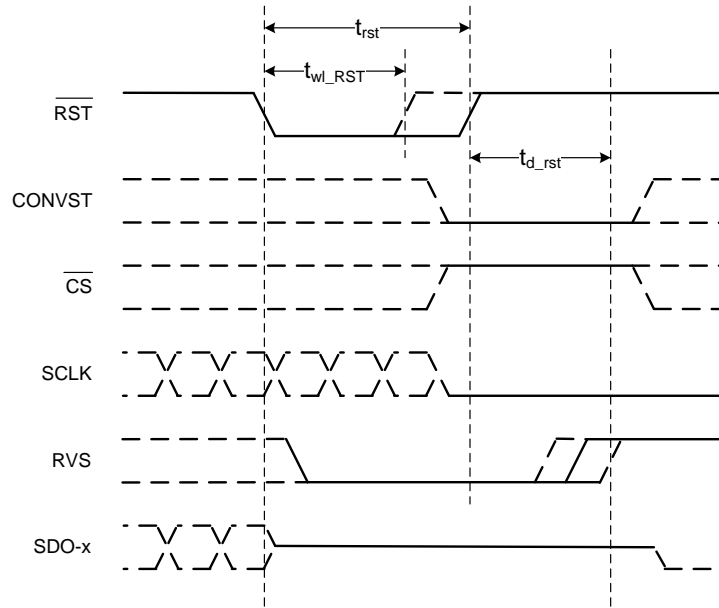 t_rst
t_wl_RST
RST
t_d_rst
CONVST
CS
SCLK
RVS
SDO-x